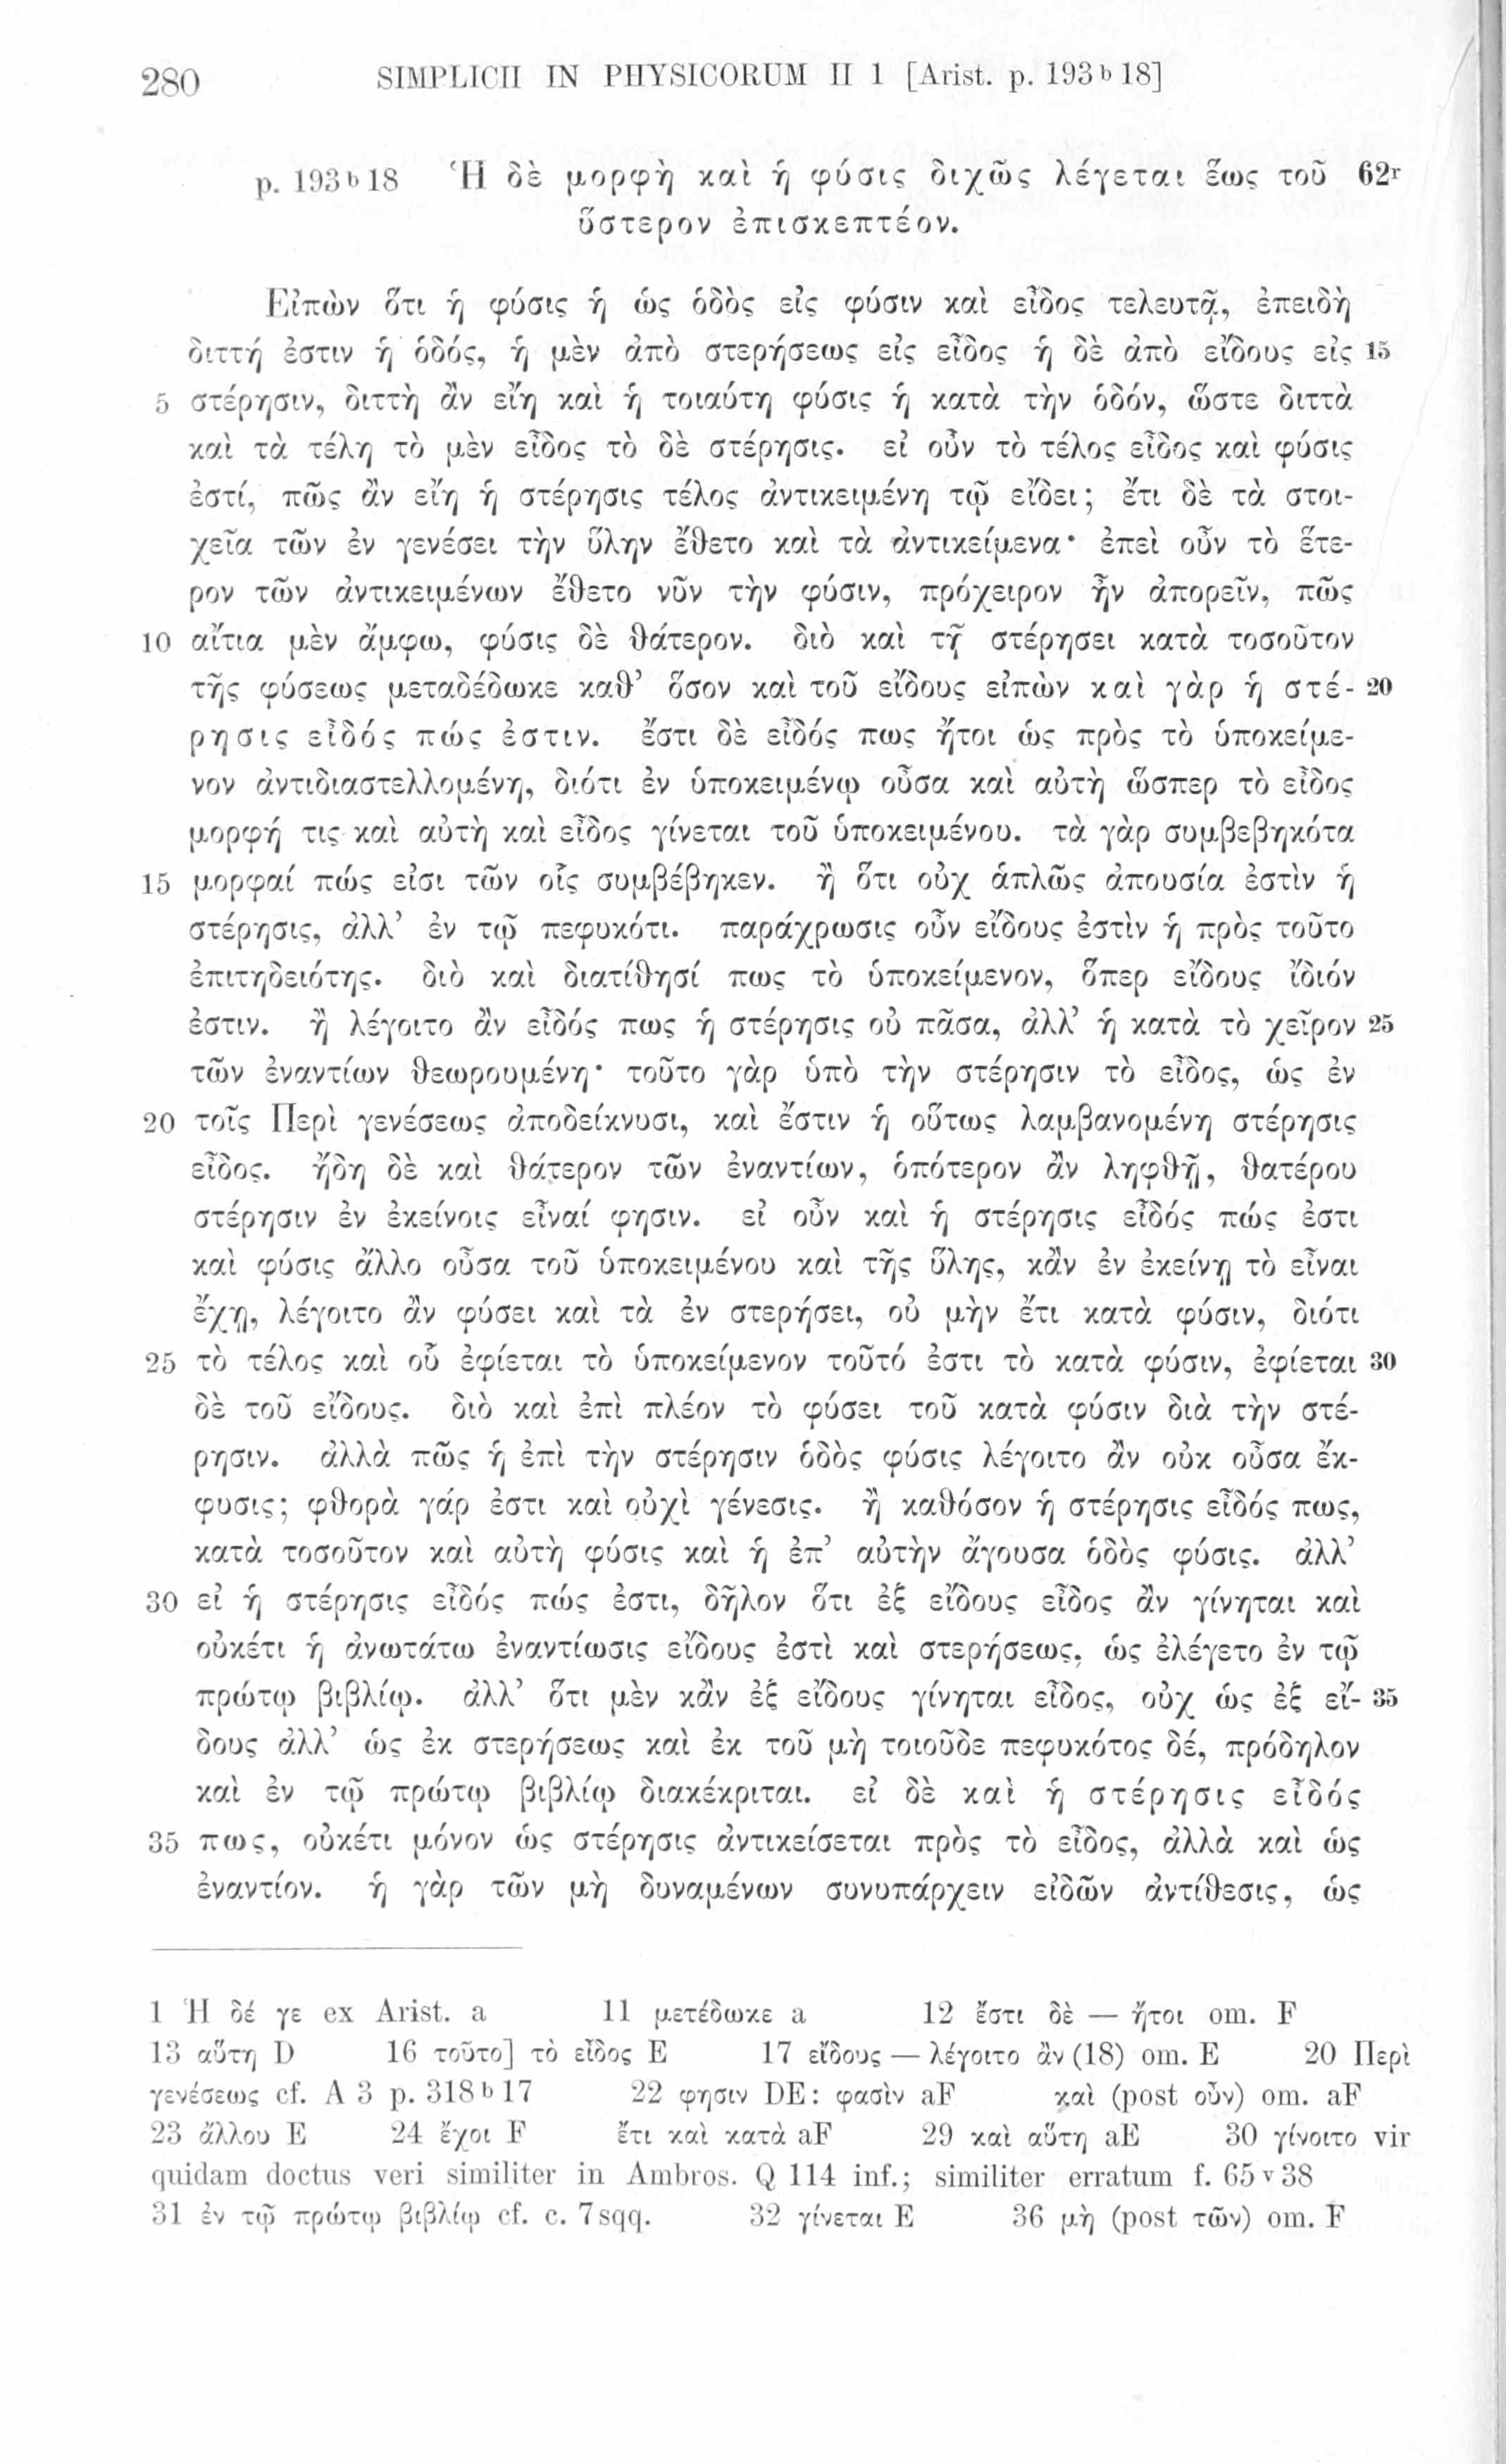 280 SIMPLICII IN PHYSICORUM II 1 [Arist. p. 193 b 18]
p. 193 b 18 Ἡ δὲ μορφὴ καὶ ἡ φύσις διχῶς λέγεται ἕως τοῦ 62r
ὕστερον ἐπισκεπτέον.
Εἰπὼν ὅτι ἡ φύσις ἡ ὡς ὁδὸς εἰς φύσιν καὶ εἶδος τελευτᾷ, ἐπειδὴ
διττή ἐστιν ἡ ὁδός, ἡ μὲν ἀπὸ στερήσεως εἰς εἶδος ἡ δὲ ἀπὸ εἴδους εἰς 15
5 στέρησιν, διττὴ ἂν εἴη καὶ ἡ τοιαύτη φύσις ἡ κατὰ τὴν ὁδόν, ὥστε διττὰ
καὶ τὰ τέλη τὸ μὲν εἶδος τὸ δὲ στέρησις. εἰ οὖν τὸ τέλος εἶδος καὶ φύσις
ἐστί, πῶς ἂν εἴη ἡ στέρησις τέλος ἀντικειμένη τῷ εἴδει; ἔτι δὲ τὰ στοι-
χεῖα τῶν ἐν γενέσει τὴν ὕλην ἔθετο καὶ τὰ ἀντικείμενα· ἐπεὶ οὖν τὸ ἕτε-
ρον τῶν ἀντικειμένων ἔθετο νῦν τὴν φύσιν, πρόχειρον ἦν ἀπορεῖν, πῶς
10 αἴτια μὲν ἄμφω, φύσις δὲ θάτερον. διὸ καὶ τῇ στέρησει κατὰ τοσοῦτον
τῆς φύσεως μεταδέδωκε καθ’ ὅσον καὶ τοῦ εἴδους εἰπὼν καὶ γὰρ ἡ στέ- 20
ρησις εἶδός πώς ἐστιν. ἔστι δὲ εἶδός πως ἤτοι ὡς πρὸς τὸ ὑποκείμε-
νον ἀντιδιαστελλομένη, διότι ἐν ὑποκειμένῳ οὖσα καὶ αὐτὴ ὥσπερ τὸ εἶδος
μορφή τις καὶ αὐτὴ καὶ εἶδος γίνεται τοῦ ὑποκειμένου. τὰ γὰρ συμβεβηκότα
15 μορφαί πώς εἰσι τῶν οἷς συμβέβηκεν. ἢ ὅτι οὐχ ἁπλῶς ἀπουσία ἐστὶν ἡ
στέρησις, ἀλλ’ ἐν τῷ πεφυκότι. παράχρωσις οὖν εἴδους ἐστὶν ἡ πρὸς τοῦτο
ἐπιτηδειότης. διὸ καὶ διατίθησί πως τὸ ὑποκείμενον, ὅπερ εἴδους ἴδιόν
ἐστιν. ἢ λέγοιτο ἂν εἶδός πως ἡ στέρησις οὐ πᾶσα, ἀλλ’ ἡ κατὰ τὸ χεῖρον 25
τῶν ἐναντίων θεωρουμένη· τοῦτο γὰρ ὑπὸ τὴν στέρησιν τὸ εἶδος, ὡς ἐν
20 τοῖς Περὶ γενέσεως ἀποδείκνυσι, καὶ ἔστιν ἡ οὕτως λαμβανομένη στέρησις
εἶδος. ἤδη δὲ καὶ θάτερον τῶν ἐναντίων, ὁπότερον ἂν ληφθῇ, θατέρου
στέρησιν ἐν ἐκείνοις εἶναί φησιν. εἰ οὖν καὶ ἡ στέρησις εἶδός πώς ἐστι
καὶ φύσις ἄλλο οὖσα τοῦ ὑποκειμένου καὶ τῆς ὕλης, κἂν ἐν ἐκείνῃ τὸ εἶναι
ἔχῃ, λέγοιτο ἂν φύσει καὶ τὰ ἐν στερήσει, οὐ μὴν ἔτι κατὰ φύσιν, διότι
25 τὸ τέλος καὶ οὗ ἐφίεται τὸ ὑποκείμενον τοῦτό ἐστι τὸ κατὰ φύσιν, ἐφίεται 30
δὲ τοῦ εἴδους. διὸ καὶ ἐπὶ πλέον τὸ φύσει τοῦ κατὰ φύσιν διὰ τὴν στέ-
ρησιν. ἀλλὰ πῶς ἡ ἐπὶ τὴν στέρησιν ὁδὸς φύσις λέγοιτο ἂν οὐκ οὖσα ἔκ-
φυσις; φθορὰ γάρ ἐστι καὶ οὐχὶ γένεσις. ἢ καθόσον ἡ στέρησις εἶδός πως,
κατὰ τοσοῦτον καὶ αὐτὴ φύσις καὶ ἡ ἐπ’ αὐτὴν ἄγουσα ὁδὸς φύσις. ἀλλ’
30 εἰ ἡ στέρησις εἶδός πώς ἐστι, δῆλον ὅτι ἐξ εἴδους εἶδος ἂν γίνηται καὶ
οὐκέτι ἡ ἀνωτάτω ἐναντίωσις εἴδους ἐστὶ καὶ στερήσεως, ὡς ἐλέγετο ἐν τῷ
πρώτῳ βιβλίῳ. ἀλλ’ ὅτι μὲν κἂν ἐξ εἴδους γίνηται εἶδος, οὐχ ὡς ἐξ εἴ- 35
δους ἀλλ’ ὡς ἐκ στερήσεως καὶ ἐκ τοῦ μὴ τοιοῦδε πεφυκότος δέ, πρόδηλον
καὶ ἐν τῷ πρώτῳ βιβλίῳ διακέκριται. εἰ δὲ καὶ ἡ στέρησις εἶδός
35 πως, οὐκέτι μόνον ὡς στέρησις ἀντικείσεται πρὸς τὸ εἶδος, ἀλλὰ καὶ ὡς
ἐναντίον. ἡ γὰρ τῶν μὴ δυναμένων συνυπάρχειν εἰδῶν ἀντίθεσις, ὡς
1 Ἡ δέ γε ex Arist. a 11 μετέδωκε a 12 ἔστι δὲ — ἤτοι om. F
13 αὕτη D 16 τοῦτο] τὸ εἶδος E 17 εἴδους — λέγοιτο ἂν (18) om. E 20 Περὶ
γενέσεως cf. A 3 p. 318 b 17 22 φησιν DE: φασὶν aF καὶ (post οὖν) om. aF
23 ἄλλου E 24 ἔχοι F ἔτι καὶ κατὰ aF 29 καὶ αὕτη aE 30 γίνοιτο vir
quidam doctus veri similiter in Ambros. Q 114 inf.; similiter erratum f. 65 v 38
31 ἐν τῷ πρώτῳ βιβλίῳ cf. c. 7 sqq. 32 γίνεται E 36 μὴ (post τῶν) om. F